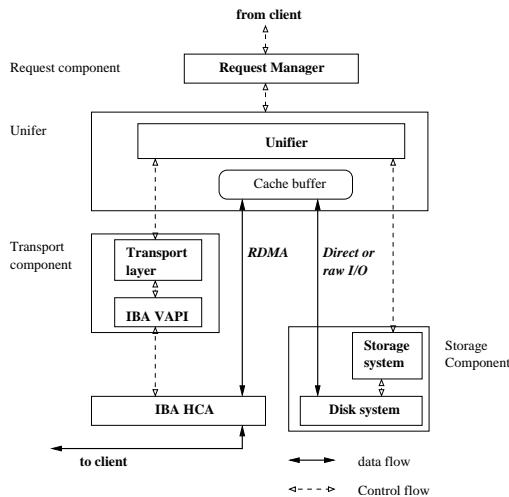 from client
Request component
Request Manager
Unifer
Unifier
Cache buffer
Transport
component
Transport
layer
IBA VAPI
RDMA
Direct or
raw I/O
Storage
system
Storage
Component
IBA HCA
Disk system
to client
data flow
Control flow